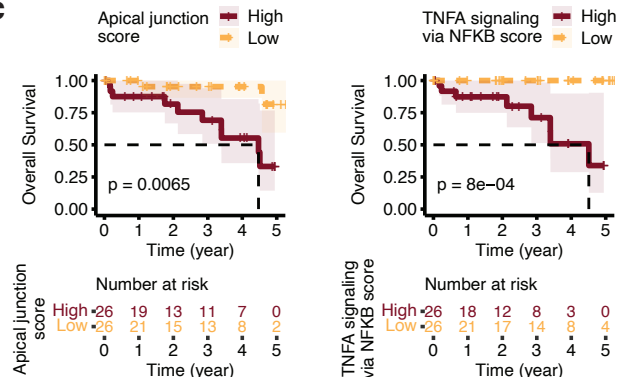 c
Apical junction
score
High
Low
Overall Survival
1.00
0.75
0.50
0.25
0.00
p = 0.0065
0 1 2 3 4 5
Time (year)
Number at risk
Apical junction
score
High 26 19 13 11 7 0
Low 26 21 15 13 8 2
0 1 2 3 4 5
Time (year)
TNFA signaling
via NFKB score
High
Low
Overall Survival
1.00
0.75
0.50
0.25
0.00
p = 8e−04
0 1 2 3 4 5
Time (year)
Number at risk
TNFA signaling
via NFKB score
High 26 18 12 8 3 0
Low 26 21 17 14 8 4
0 1 2 3 4 5
Time (year)